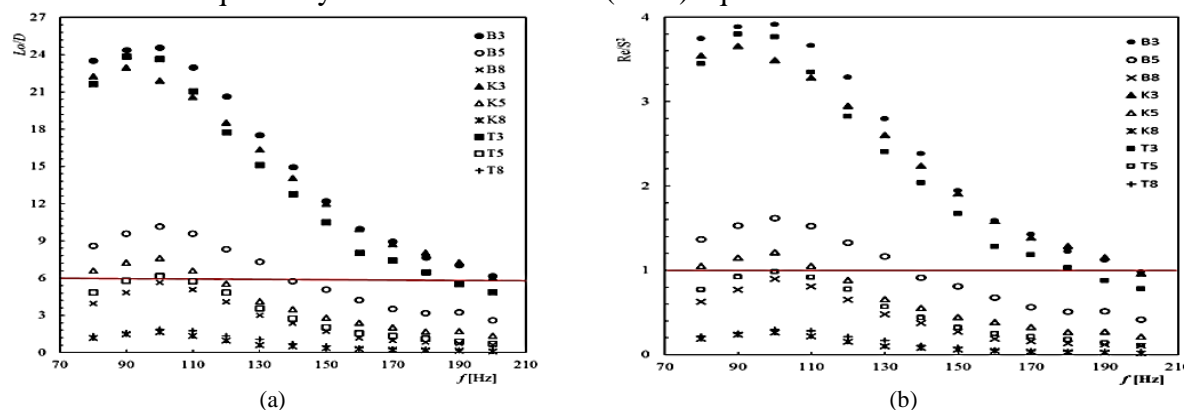 Lo/D
27
24
21
18
15
12
9
6
3
0
B3
B5
B8
K3
K5
K8
T3
T5
T8
70 90 110 130 150 170 190 210
f [Hz]
(a)
Re/S²
4
3
2
1
0
B3
B5
B8
K3
K5
K8
T3
T5
T8
70 90 110 130 150 170 190 210
f [Hz]
(b)